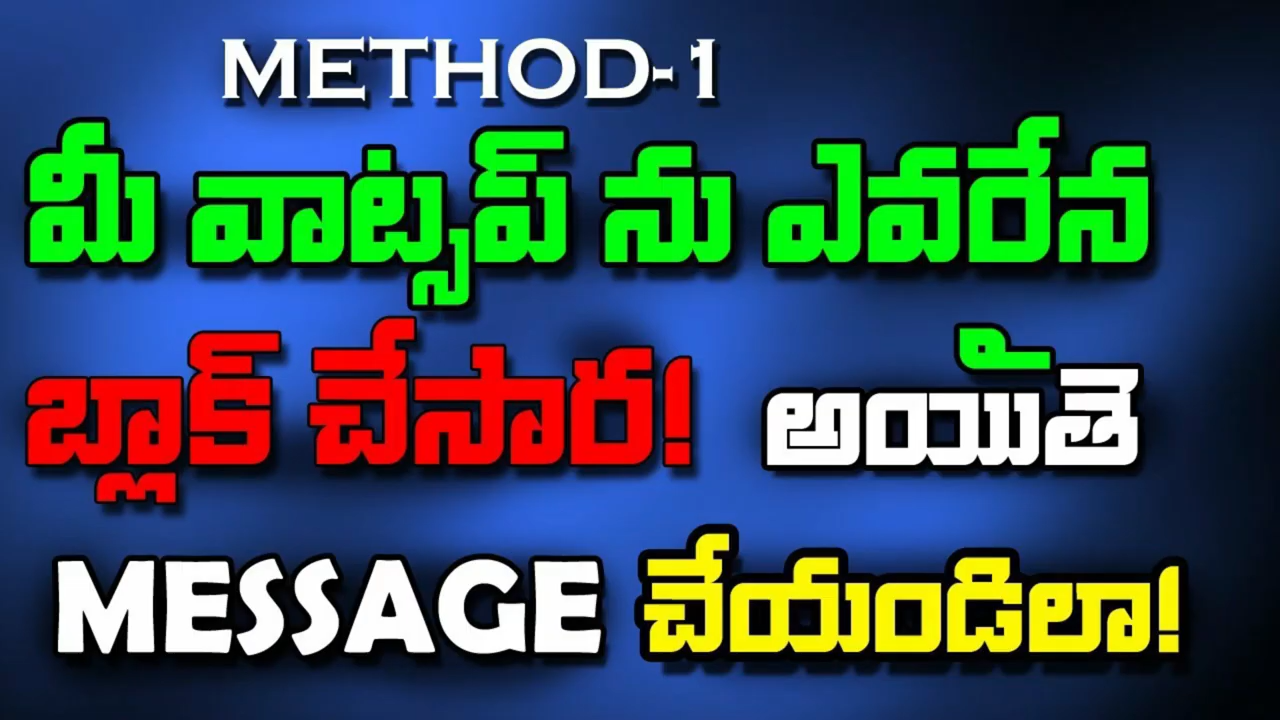 METHOD-1
మీ వాట్సప్ ను ఎవరైన
బ్లాక్ చేసార! అయితె
MESSAGE చేయండిలా!